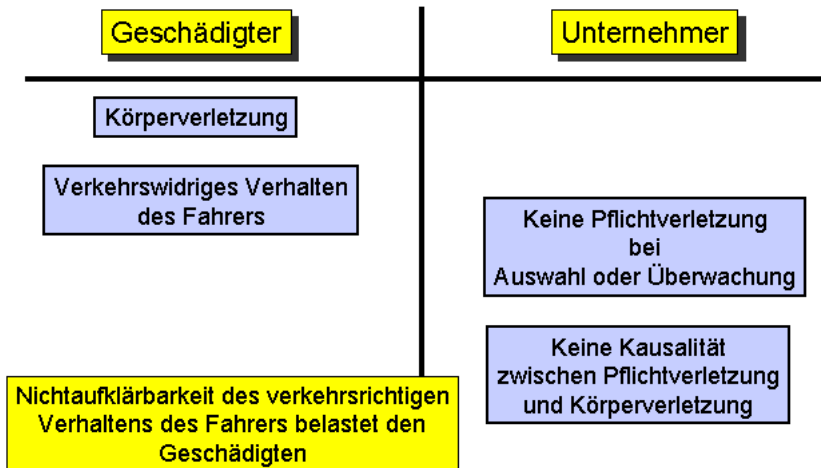 Geschädigter
Unternehmer
Körperverletzung
Verkehrswidriges Verhalten
des Fahrers
Keine Pflichtverletzung
bei
Auswahl oder Überwachung
Keine Kausalität
zwischen Pflichtverletzung
und Körperverletzung
Nichtaufklärbarkeit des verkehrsrichtigen
Verhaltens des Fahrers belastet den
Geschädigten